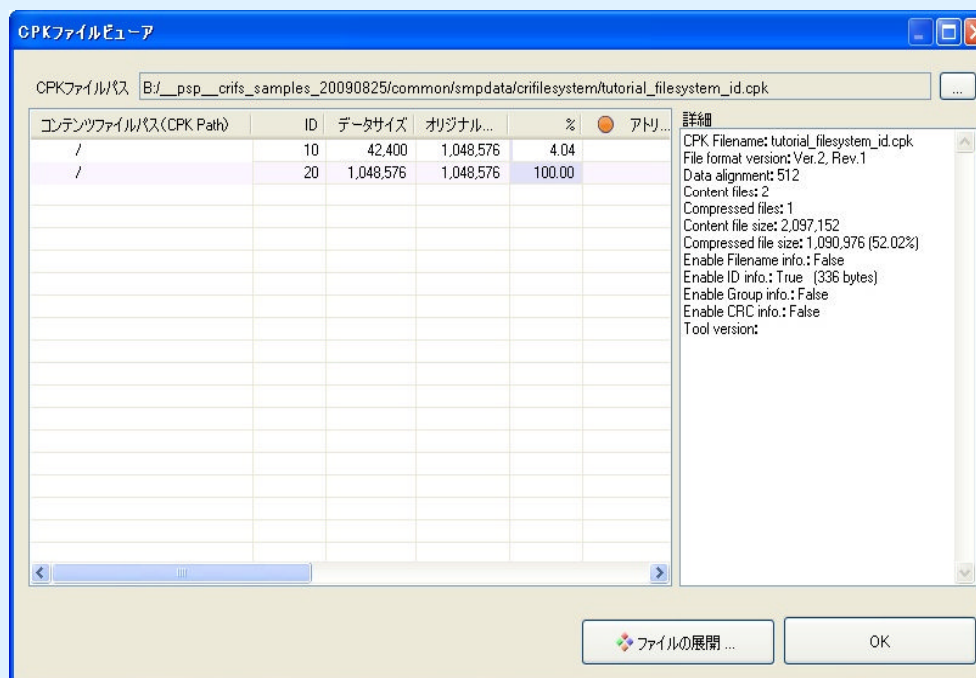 CPKファイルビューア
CPKファイルパス B:/__psp__crifs_samples_20090825/common/smpdata/crifilesystem/tutorial_filesystem_id.cpk ...
コンテンツファイルパス(CPK Path) ID データサイズ オリジナル... % アトリ...
/ 10 42,400 1,048,576 4.04
/ 20 1,048,576 1,048,576 100.00
詳細
CPK Filename: tutorial_filesystem_id.cpk
File format version: Ver.2, Rev.1
Data alignment: 512
Content files: 2
Compressed files: 1
Content file size: 2,097,152
Compressed file size: 1,090,976 (52.02%)
Enable Filename info.: False
Enable ID info.: True (336 bytes)
Enable Group info.: False
Enable CRC info.: False
Tool version:
ファイルの展開 ...
OK